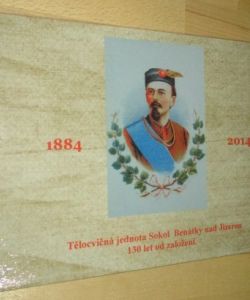 1884
2014
Tělocvičná jednota Sokol Benátky nad Jizerou
130 let od založení.